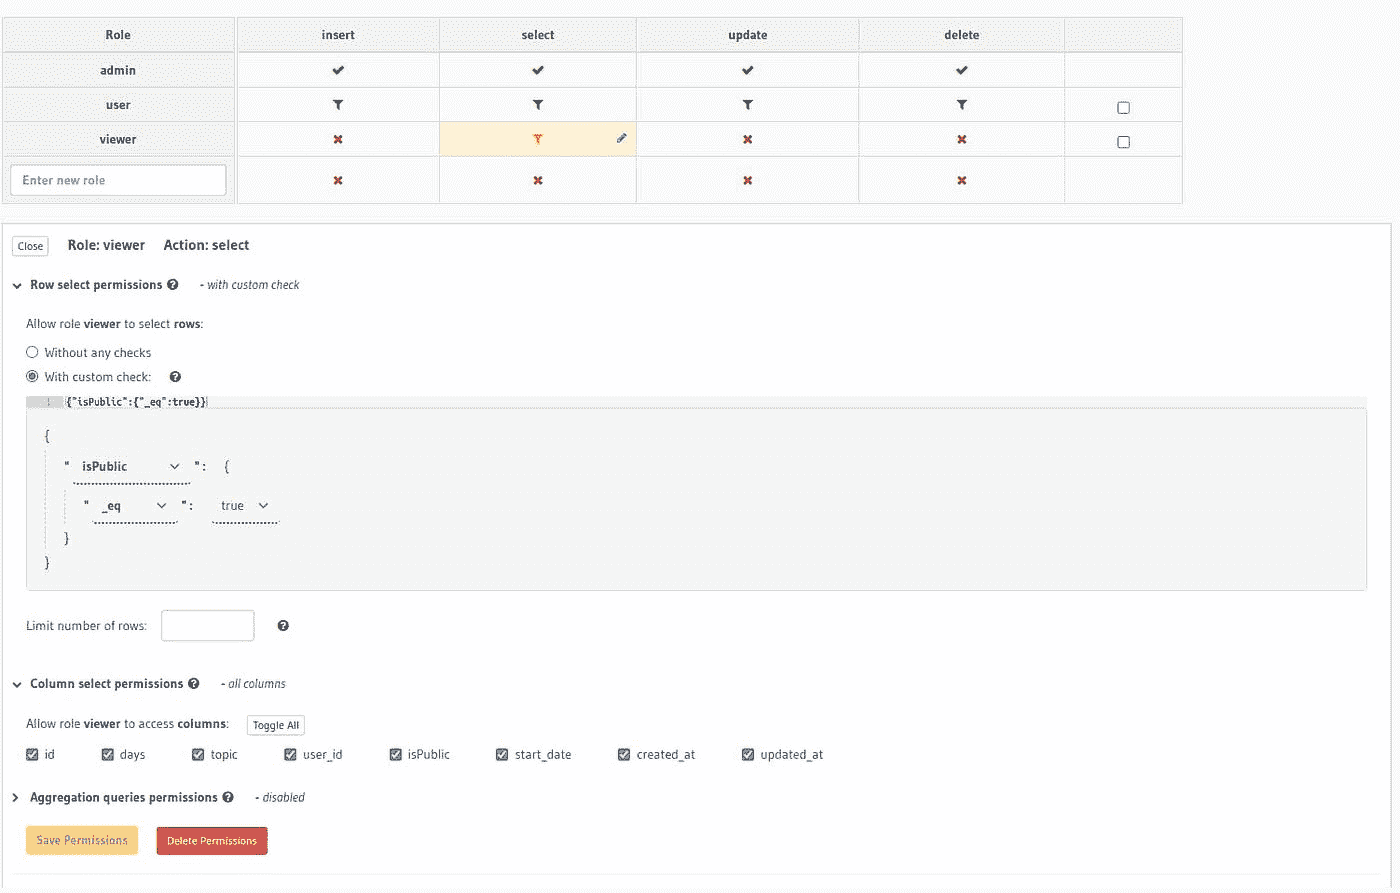 Role insert select update delete
admin
user
viewer
Enter new role
Close Role: viewer Action: select
Row select permissions - with custom check
Allow role viewer to select rows:
Without any checks
With custom check:
1 {"isPublic":{"_eq":true}}
{
" isPublic ": {
" _eq ": true
}
}
Limit number of rows:
Column select permissions - all columns
Allow role viewer to access columns: Toggle All
id days topic user_id isPublic start_date created_at updated_at
Aggregation queries permissions - disabled
Save Permissions Delete Permissions